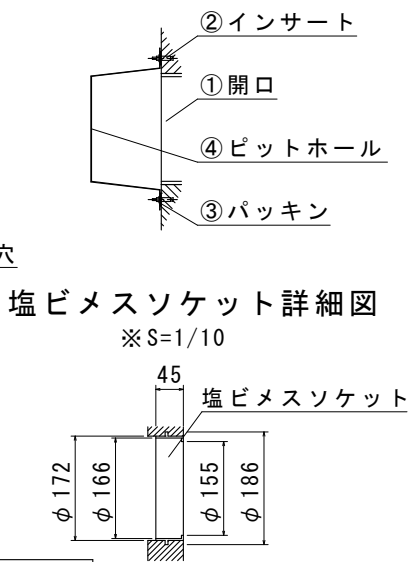 ②インサート
①開口
④ピットホール
③パッキン
穴
塩ビメスソケット詳細図
※S=1/10
45
塩ビメスソケット
φ172
φ166
φ155
φ186